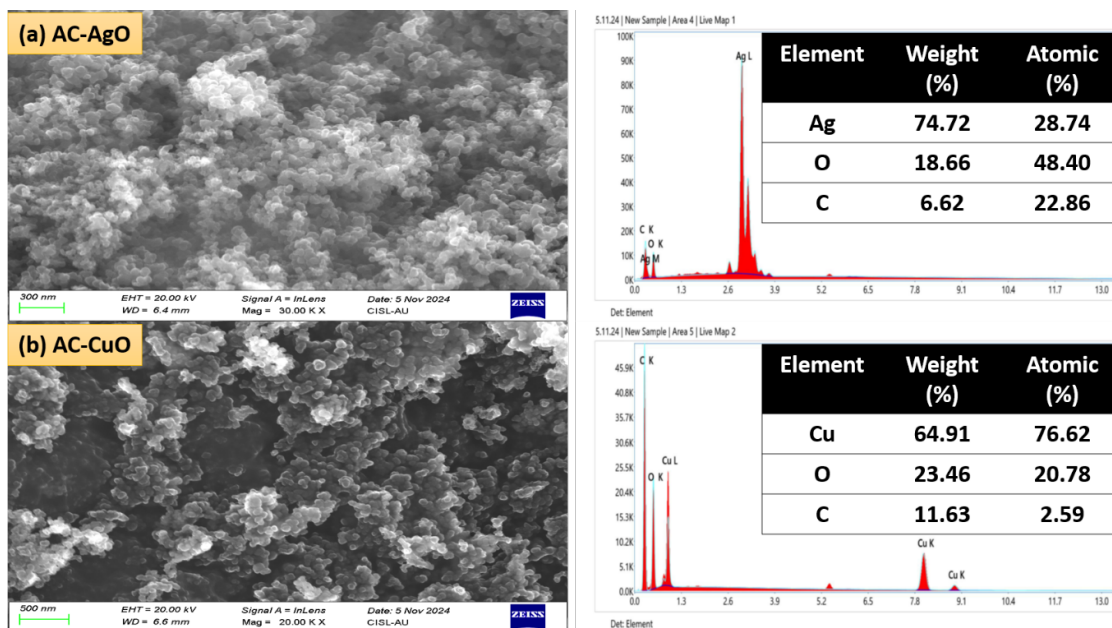 (a) AC-AgO
300 nm
EHT = 20.00 kV
WD = 6.4 mm
Signal A = InLens
Mag = 30.00 K X
Date: 5 Nov 2024
CISL-AU
ZEISS
5.11.24 | New Sample | Area 4 | Live Map 1
100K
90K
80K
70K
60K
50K
40K
30K
20K
10K
0K
Ag L
C K
O K
Ag M
0.0 1.3 2.6 3.9 5.2 6.5 7.8 9.1 10.4 11.7 13.0
Det: Element
Element Weight (%) Atomic (%)
Ag 74.72 28.74
O 18.66 48.40
C 6.62 22.86
(b) AC-CuO
500 nm
EHT = 20.00 kV
WD = 6.6 mm
Signal A = InLens
Mag = 20.00 K X
Date: 5 Nov 2024
CISL-AU
ZEISS
5.11.24 | New Sample | Area 5 | Live Map 2
45.9K
40.8K
35.7K
30.6K
25.5K
20.4K
15.3K
10.2K
5.1K
0.0K
C K
O K
Cu L
Cu K
Cu K
0.0 1.3 2.6 3.9 5.2 6.5 7.8 9.1 10.4 11.7 13.0
Det: Element
Element Weight (%) Atomic (%)
Cu 64.91 76.62
O 23.46 20.78
C 11.63 2.59